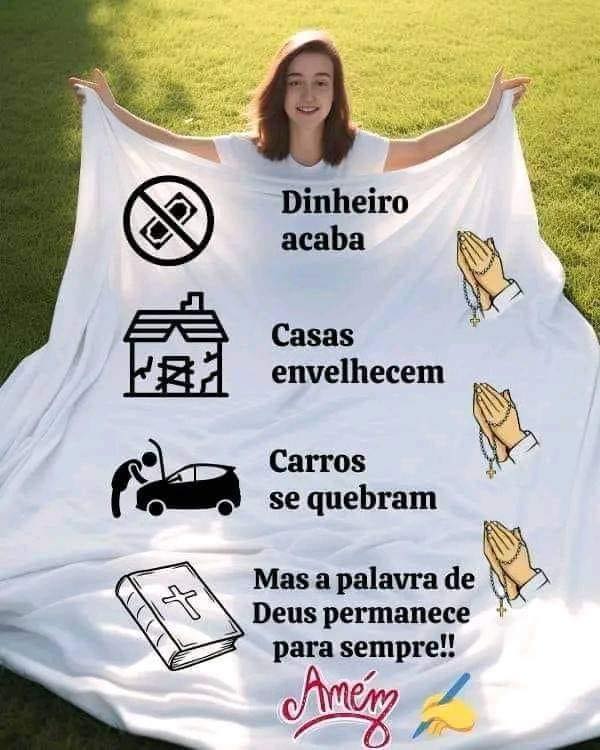 Dinheiro
acaba
Casas
envelhecem
Carros
se quebram
Mas a palavra de
Deus permanece
para sempre!!
Amém